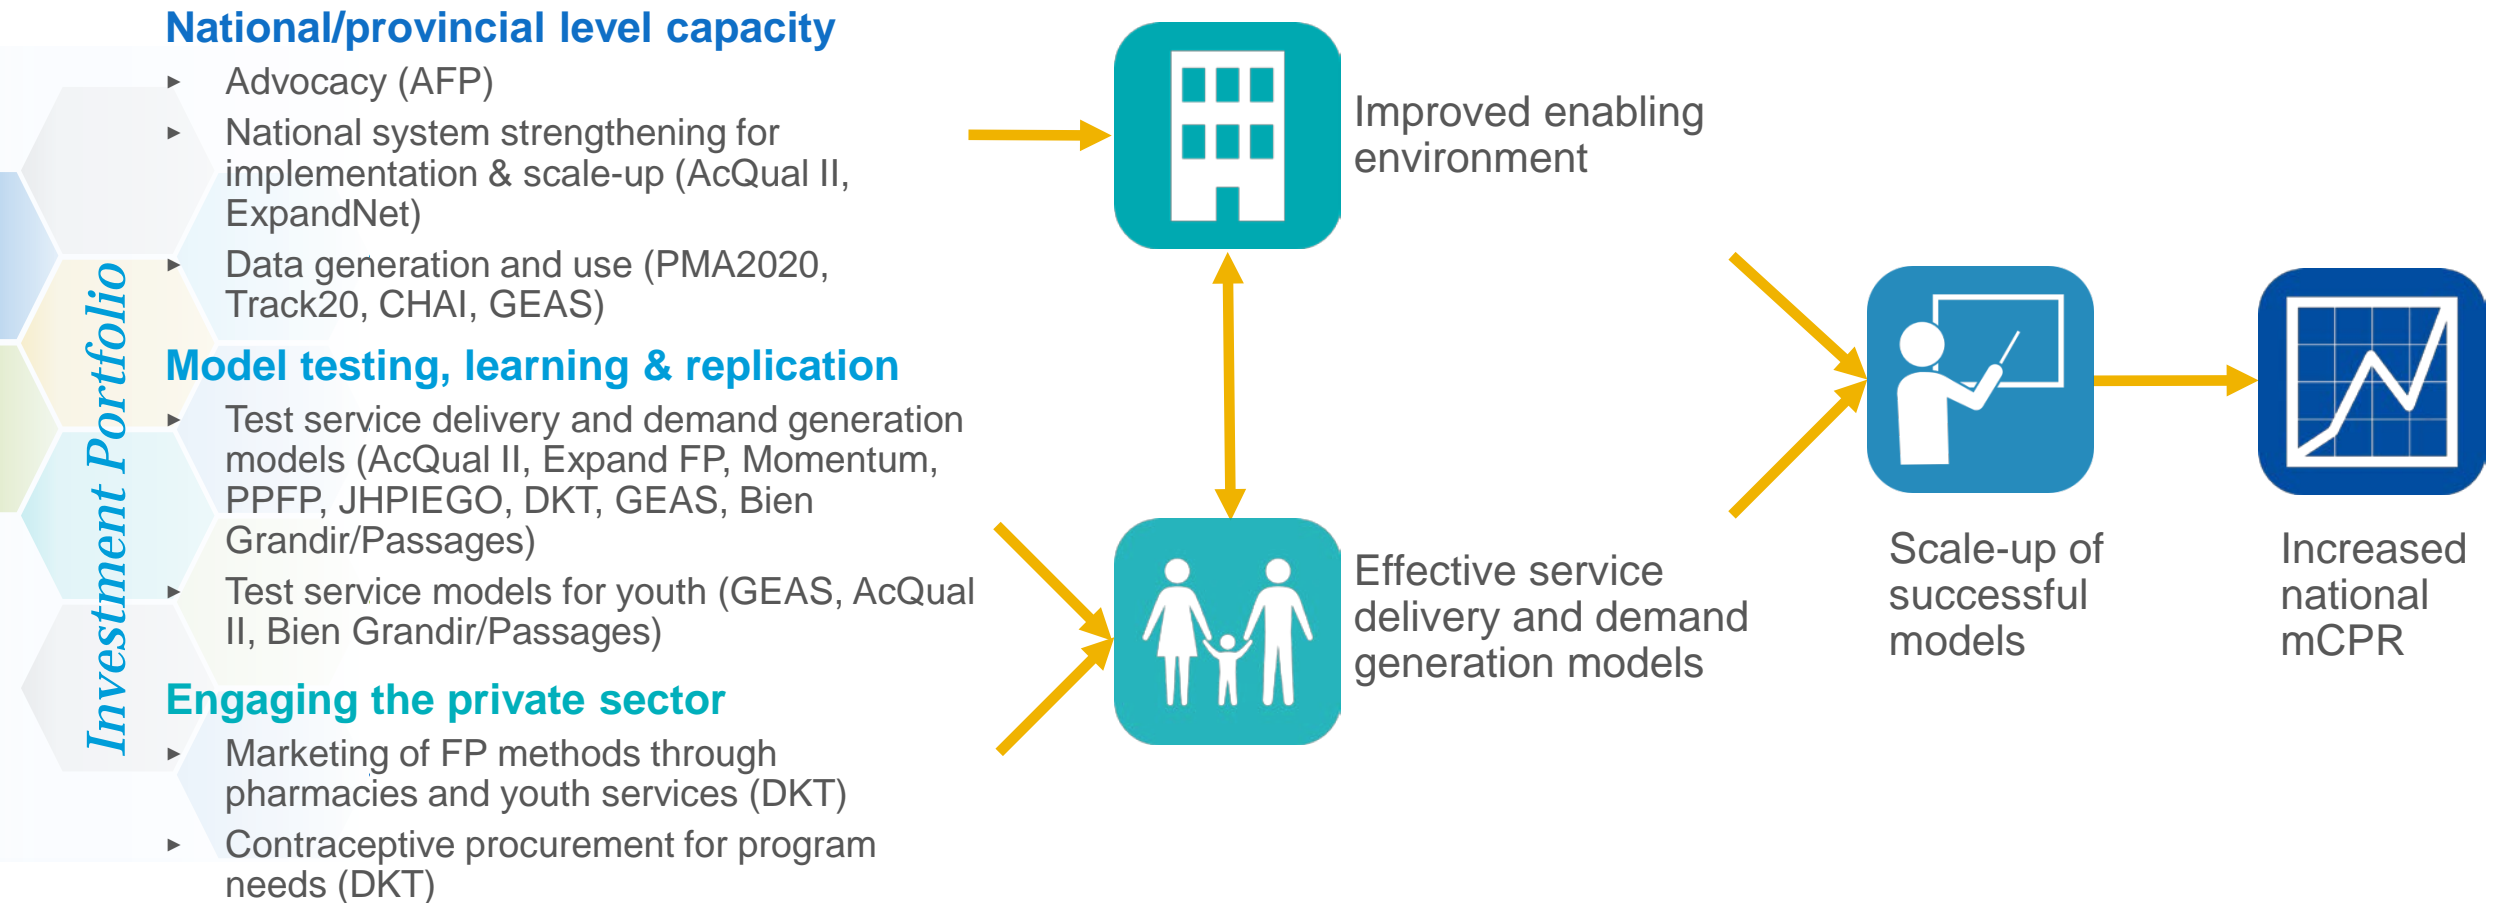 Investment Portfolio
National/provincial level capacity
► Advocacy (AFP)
► National system strengthening for
implementation & scale-up (AcQual II,
ExpandNet)
► Data generation and use (PMA2020,
Track20, CHAI, GEAS)
Model testing, learning & replication
► Test service delivery and demand generation
models (AcQual II, Expand FP, Momentum,
PPFP, JHPIEGO, DKT, GEAS, Bien
Grandir/Passages)
► Test service models for youth (GEAS, AcQual
II, Bien Grandir/Passages)
Engaging the private sector
► Marketing of FP methods through
pharmacies and youth services (DKT)
► Contraceptive procurement for program
needs (DKT)
Improved enabling
environment
Effective service
delivery and demand
generation models
Scale-up of
successful
models
Increased
national
mCPR